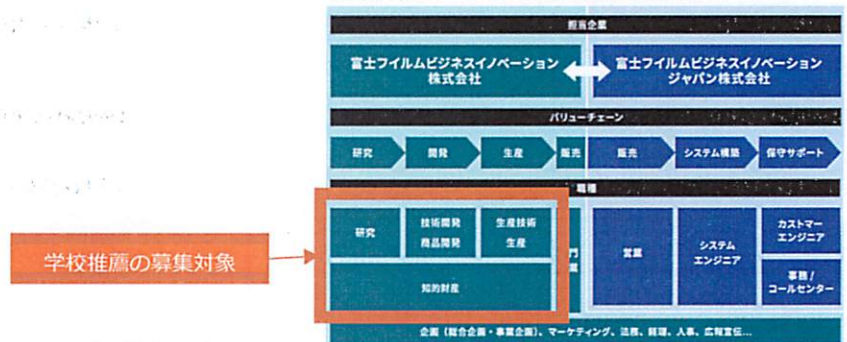 担当企業
富士フイルムビジネスイノベーション
株式会社
富士フイルムビジネスイノベーション
ジャパン株式会社
バリューチェーン
研究
開発
生産
販売
販売
システム構築
保守サポート
職種
研究
技術開発
商品開発
生産技術
生産
門
営業
システム
エンジニア
カストマー
エンジニア
事務/
コールセンター
知的財産
学校推薦の募集対象
企画(総合企画・事業企画)、マーケティング、法務、経理、人事、広報宣伝...